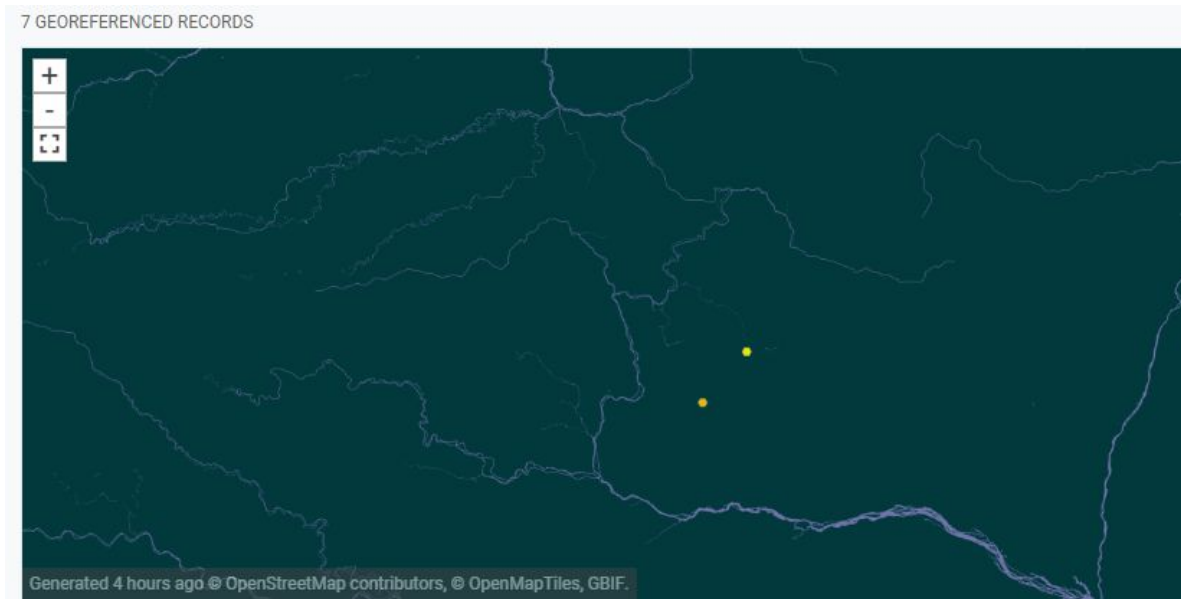 7 GEOREFERENCED RECORDS
+
-
Generated 4 hours ago © OpenStreetMap contributors, © OpenMapTiles, GBIF.